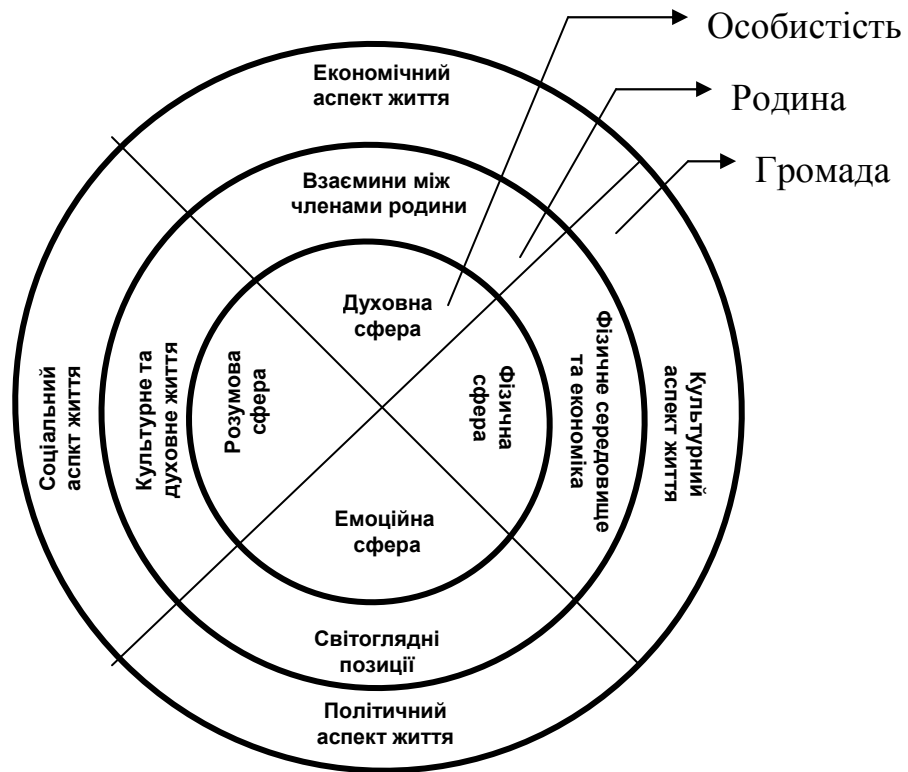 Особистість
Родина
Громада
Економічний
аспект життя
Взаємини між
членами родини
Духовна
сфера
Соціальний
аспкт життя
Культурне та
духовне життя
Розумова
сфера
Фізична
сфера
Фізичне середовище
та економіка
Культурний
аспект життя
Емоційна
сфера
Світоглядні
позиції
Політичний
аспект життя